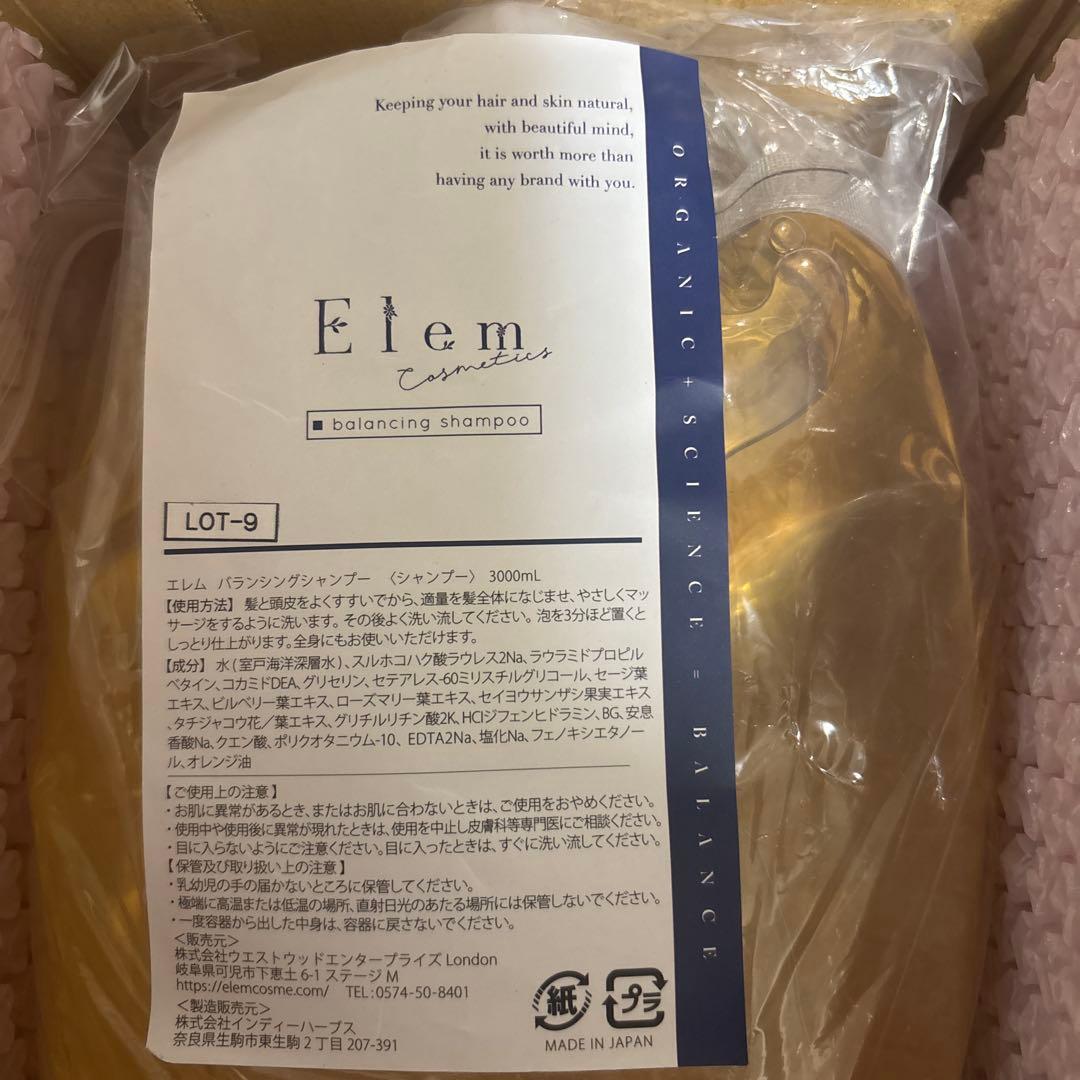 Keeping your hair and skin natural,
with beautiful mind,
it is worth more than
having any brand with you.
Elem
Cosmetics
■ balancing shampoo
LOT-9
エレム バランシングシャンプー 〈シャンプー〉 3000mL
【使用方法】髪と頭皮をよくすすいでから、適量を髪全体になじませ、やさしくマッ
サージをするように洗います。その後よく洗い流してください。泡を3分ほど置くと
しっとり仕上がります。全身にもお使いいただけます。
【成分】水(室戸海洋深層水)、スルホコハク酸ラウレス2Na、ラウラミドプロピル
ベタイン、コカミドDEA、グリセリン、セテアレス-60ミリスチルグリコール、セージ葉
エキス、ビルベリー葉エキス、ローズマリー葉エキス、セイヨウサンザシ果実エキス
、タチジャコウ花/葉エキス、グリチルリチン酸2K、HClジフェンヒドラミン、BG、安息
香酸Na、クエン酸、ポリクオタニウム-10、EDTA2Na、塩化Na、フェノキシエタノー
ル、オレンジ油
【ご使用上の注意】
・お肌に異常があるとき、またはお肌に合わないときは、ご使用をおやめください。
・使用中や使用後に異常が現れたときは、使用を中止し皮膚科等専門医にご相談ください。
・目に入らないようにご注意ください。目に入ったときは、すぐに洗い流してください。
【保管及び取り扱い上の注意】
・乳幼児の手の届かないところに保管してください。
・極端に高温または低温の場所、直射日光のあたる場所には保管しないでください。
・一度容器から出した中身は、容器に戻さないでください。
＜販売元＞
株式会社ウエストウッドエンタープライズ London
岐阜県可児市下恵土 6-1 ステージ M
https://elemcosme.com/ TEL:0574-50-8401
＜製造販売元＞
株式会社インディーハーブス
奈良県生駒市東生駒 2 丁目 207-391
紙
プラ
MADE IN JAPAN
ORGANIC + SCIENCE = BALANCE